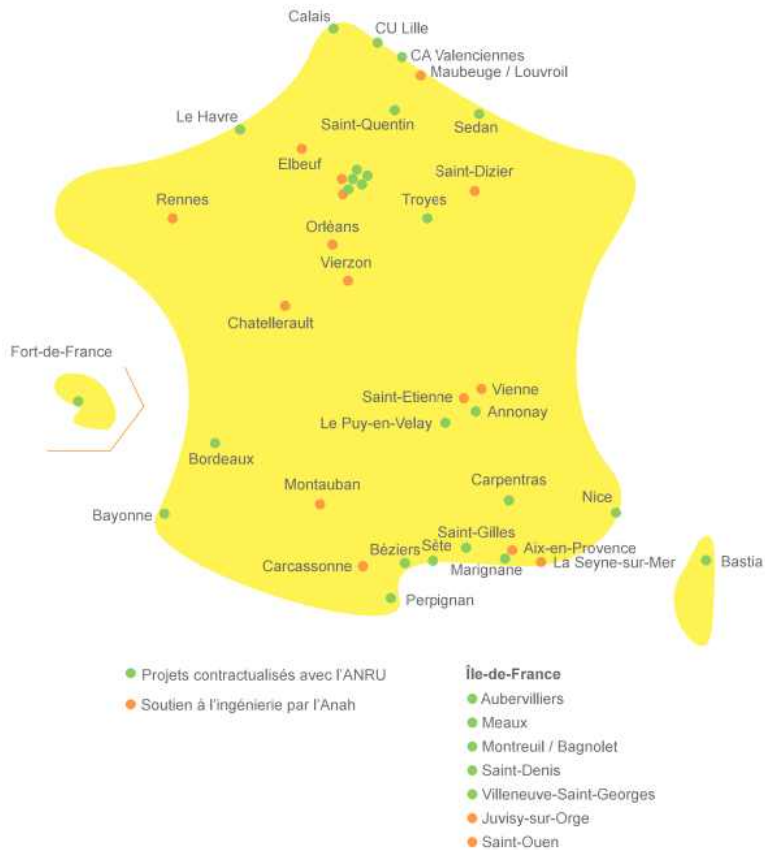 Calais
CU Lille
CA Valenciennes
Maubeuge / Louvroil
Le Havre
Saint-Quentin
Sedan
Elbeuf
Saint-Dizier
Rennes
Troyes
Orléans
Vierzon
Chatellerault
Fort-de-France
Vienne
Saint-Etienne
Annonay
Le Puy-en-Velay
Bordeaux
Montauban
Carpentras
Nice
Bayonne
Saint-Gilles
Béziers
Sète
Aix-en-Provence
Carcassonne
Marignane
La Seyne-sur-Mer
Bastia
Perpignan
Projets contractualisés avec l'ANRU
Soutien à l'ingénierie par l'Anah
Île-de-France
Aubervilliers
Meaux
Montreuil / Bagnolet
Saint-Denis
Villeneuve-Saint-Georges
Juvisy-sur-Orge
Saint-Ouen